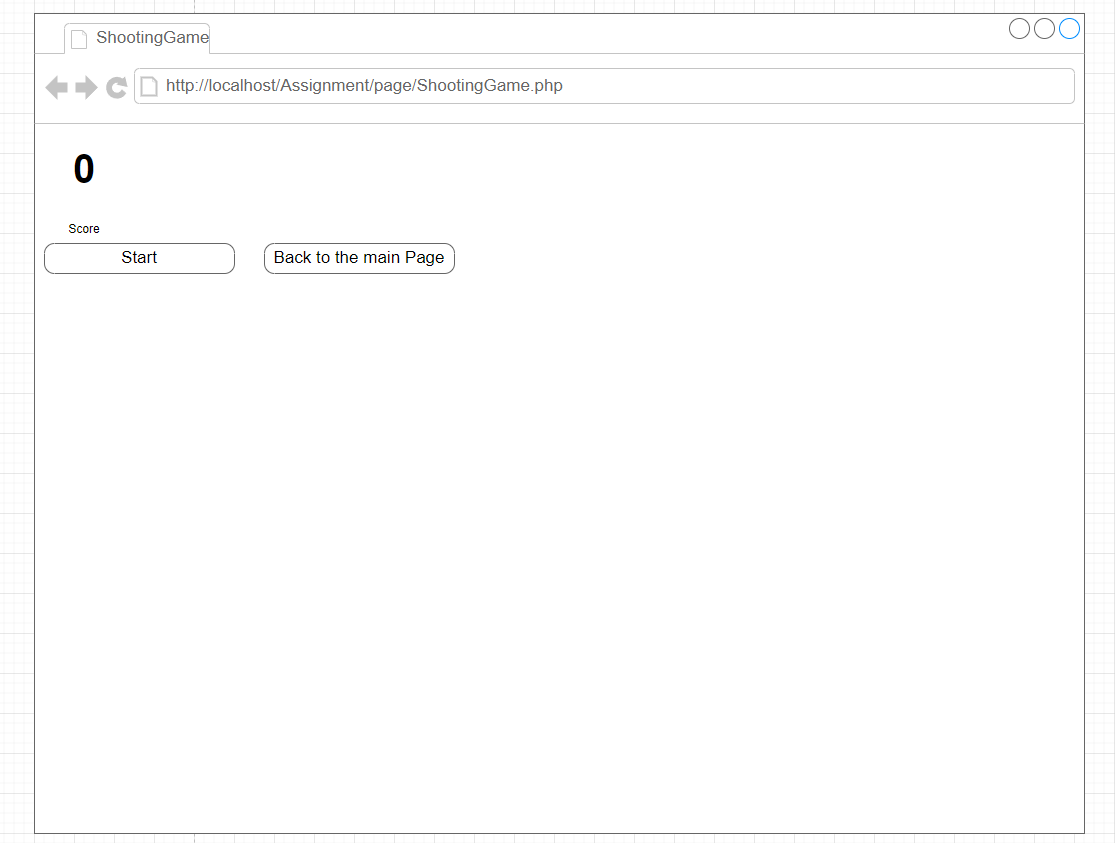 ShootingGame
http://localhost/Assignment/page/ShootingGame.php
0
Score
Start
Back to the main Page